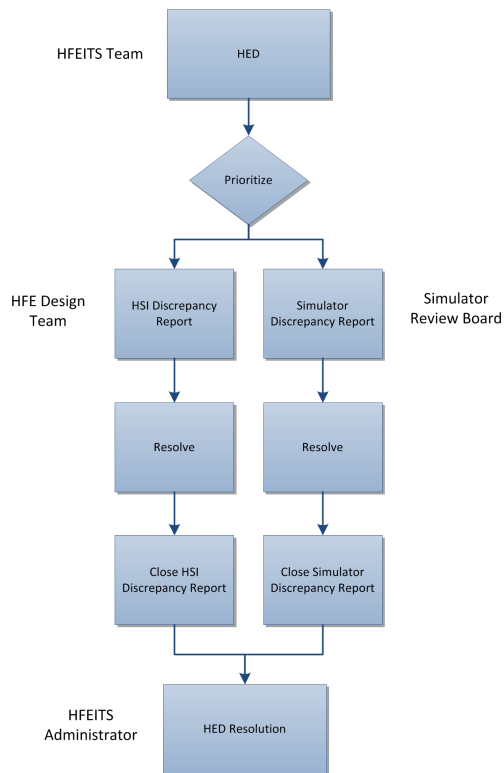 HFEITS Team
HED
Prioritize
HFE Design
Team
HSI Discrepancy
Report
Simulator
Discrepancy Report
Simulator
Review Board
Resolve
Resolve
Close HSI
Discrepancy Report
Close Simulator
Discrepancy Report
HFEITS
Administrator
HED Resolution